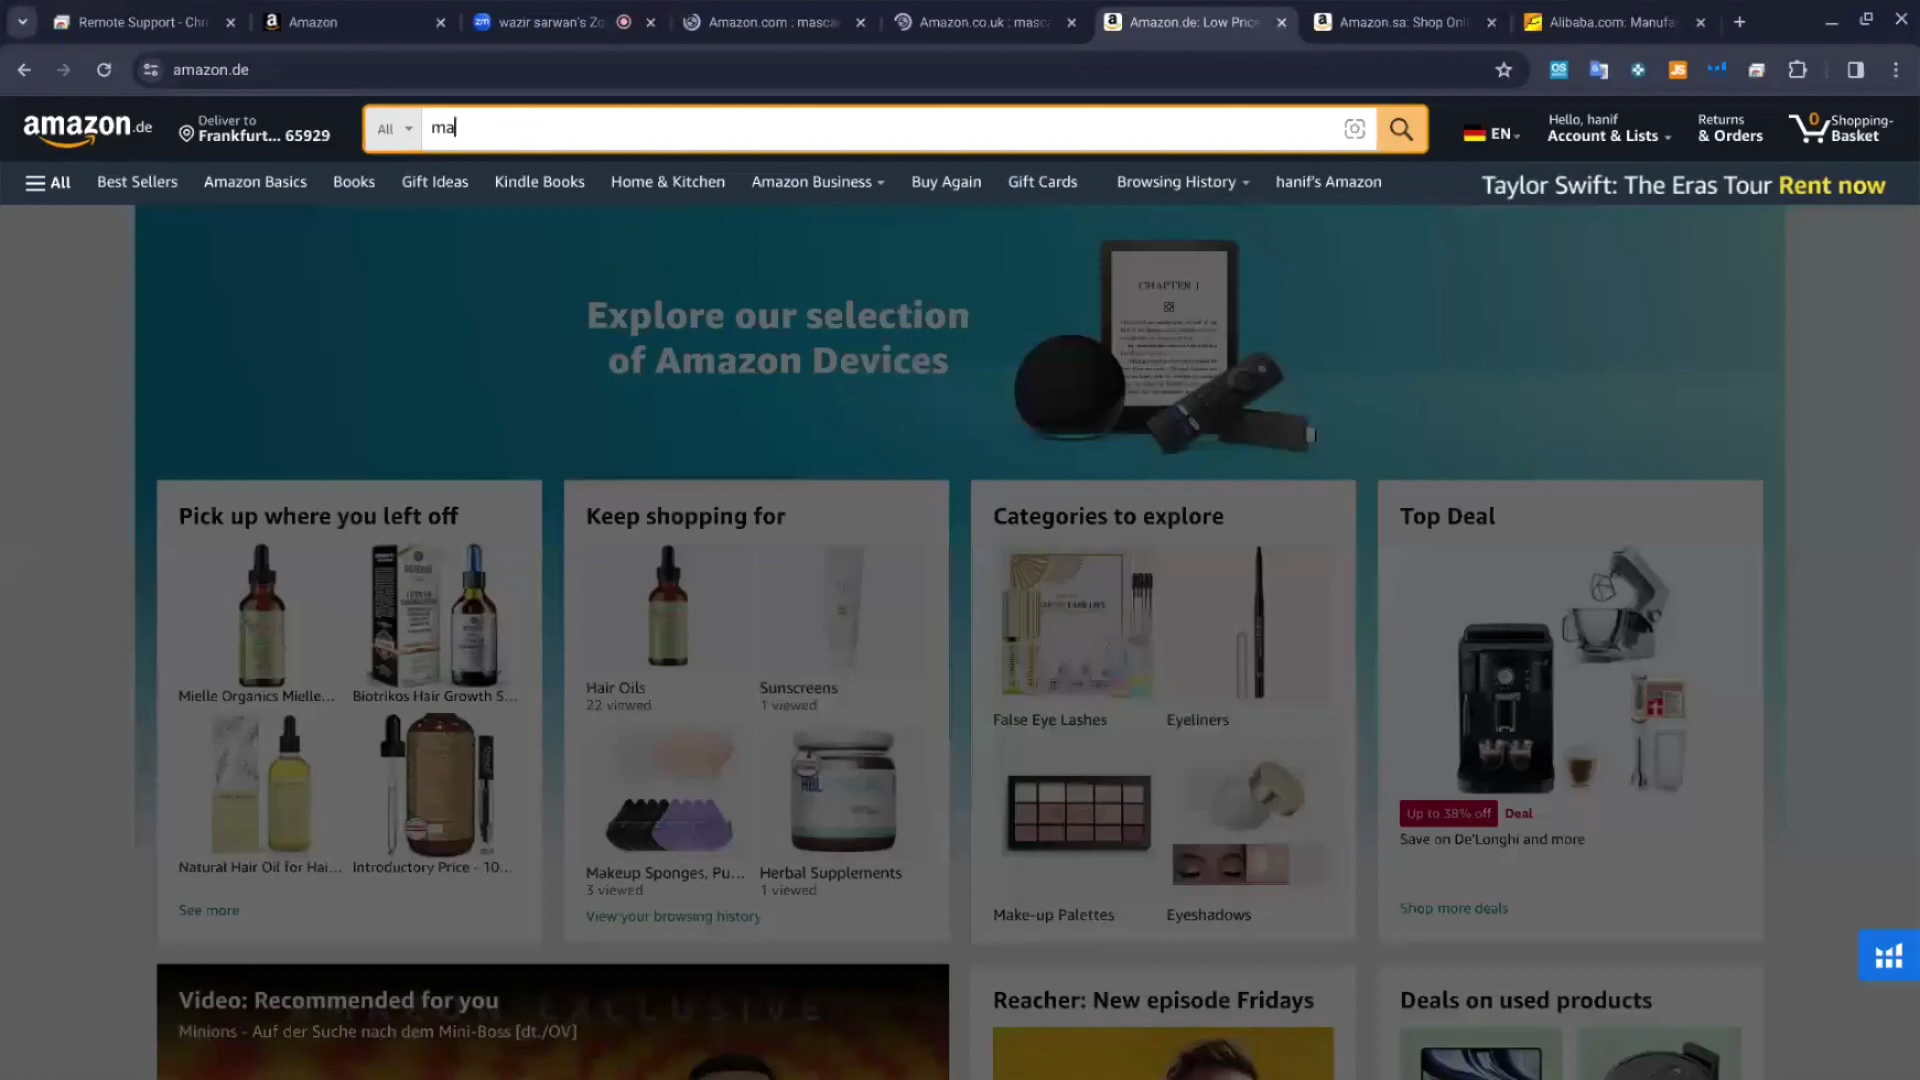 Remote Support - Chr
Amazon
wazir sarwan's Zo
Amazon.com : masca
Amazon.co.uk : masca
Amazon.de: Low Price
Amazon.sa: Shop Onl
Alibaba.com: Manufa
amazon.de
amazon.de
Deliver to
Frankfurt... 65929
All
ma
EN
Hello, hanif
Account & Lists
Returns
& Orders
0
Shopping-
Basket
All
Best Sellers
Amazon Basics
Books
Gift Ideas
Kindle Books
Home & Kitchen
Amazon Business
Buy Again
Gift Cards
Browsing History
hanif's Amazon
Taylor Swift: The Eras Tour Rent now
Explore our selection
of Amazon Devices
CHAPTER I
Pick up where you left off
Mielle Organics Mielle...
Biotrikos Hair Growth S...
Natural Hair Oil for Hai...
Introductory Price - 10...
See more
Keep shopping for
Hair Oils
22 viewed
Sunscreens
1 viewed
Makeup Sponges, Pu...
3 viewed
Herbal Supplements
1 viewed
View your browsing history
Categories to explore
False Eye Lashes
Eyeliners
Make-up Palettes
Eyeshadows
Top Deal
Up to 38% off
Deal
Save on De'Longhi and more
Shop more deals
Video: Recommended for you
Minions - Auf der Suche nach dem Mini-Boss [dt./OV]
EXCLUSIVE
Reacher: New episode Fridays
Deals on used products